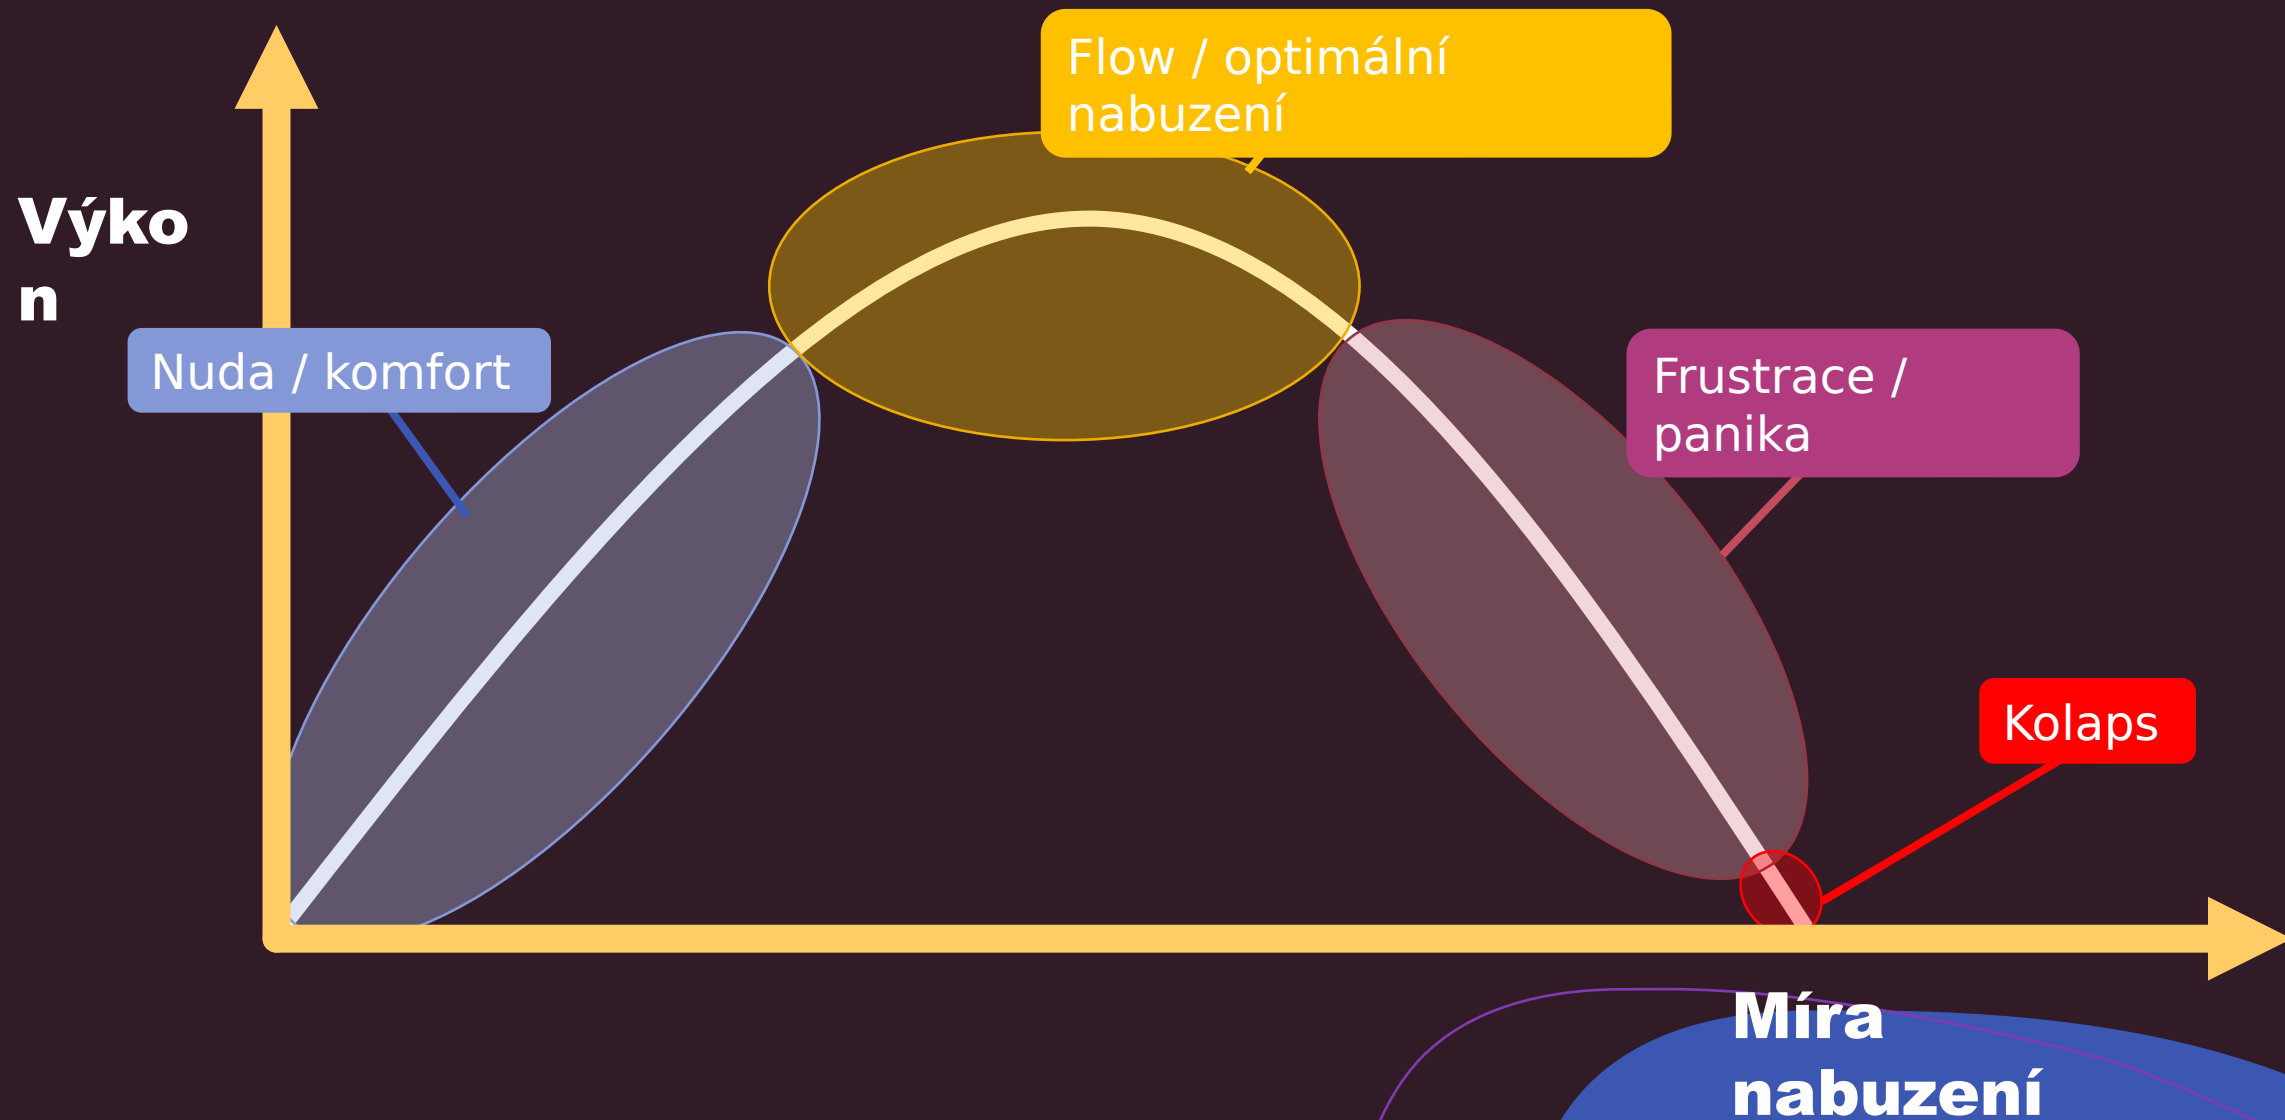 Flow / optimální
nabuzení
Výko
n
Nuda / komfort
Frustrace /
panika
Kolaps
Míra
nabuzení